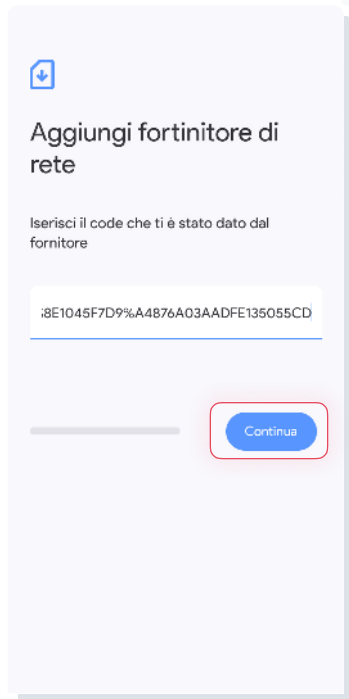 Aggiungi fortinitore di
rete
Iserisci il code che ti è stato dato dal
fornitore
8E1045F7D9%A4876A03AADFE135055CD
Continua